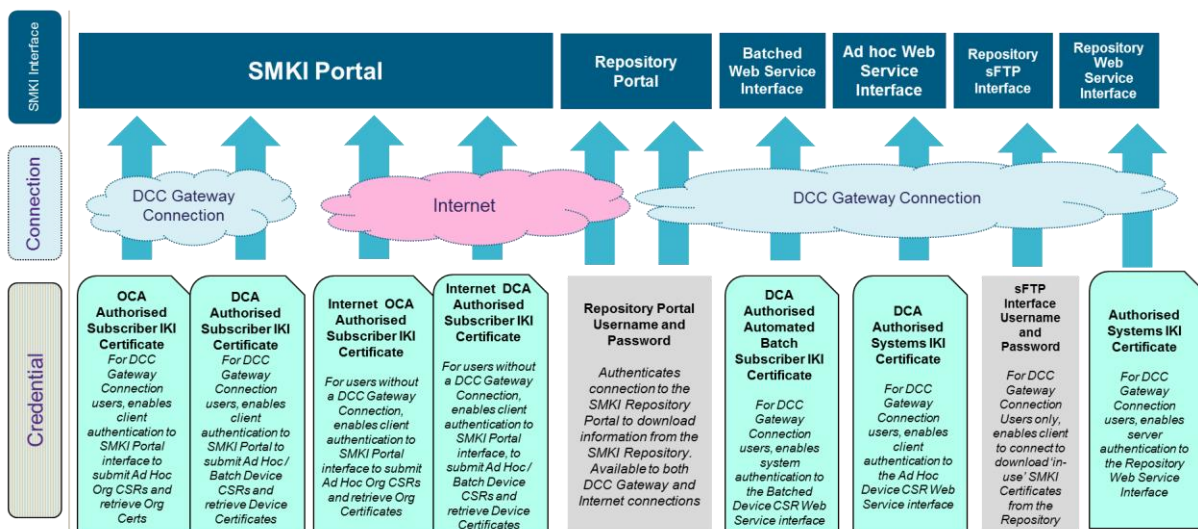 SMKI Interface
SMKI Portal
Repository
Portal
Batched
Web Service
Interface
Ad hoc Web
Service
Interface
Repository
sFTP
Interface
Repository
Web
Service
Interface
Connection
DCC Gateway
Connection
Internet
DCC Gateway Connection
Credential
OCA
Authorised
Subscriber IKI
Certificate
For DCC
Gateway
Connection
users, enables
client
authentication to
SMKI Portal
interface to
submit Ad Hoc
Org CSRs and
retrieve Org
Certs
DCA
Authorised
Subscriber IKI
Certificate
For DCC
Gateway
Connection
users, enables
client
authentication to
SMKI Portal to
submit Ad Hoc /
Batch Device
CSRs and
retrieve Device
Certificates
Internet OCA
Authorised
Subscriber IKI
Certificate
For users without
a DCC Gateway
Connection,
enables client
authentication to
SMKI Portal
interface to submit
Ad Hoc Org CSRs
and retrieve Org
Certificates
Internet DCA
Authorised
Subscriber IKI
Certificate
For users without
a DCC Gateway
Connection,
enables client
authentication to
SMKI Portal
interface, to
submit Ad Hoc /
Batch Device
CSRs and
retrieve Device
Certificates
Repository Portal
Username and
Password
Authenticates
connection to the
SMKI Repository
Portal to download
information from the
SMKI Repository.
Available to both
DCC Gateway and
Internet connections
DCA
Authorised
Automated
Batch
Subscriber IKI
Certificate
For DCC
Gateway
Connection
users, enables
system
authentication to
the Batched
Device CSR Web
Service interface
DCA
Authorised
Systems IKI
Certificate
For DCC
Gateway
Connection
users, enables
client
authentication to
the Ad Hoc
Device CSR Web
Service interface
sFTP
Interface
Username
and
Password
For DCC
Gateway
Connection
Users only,
enables client
to connect to
download 'in-
use' SMKI
Certificates
from the
Repository
Authorised
Systems IKI
Certificate
For DCC
Gateway
Connection
users, enables
server
authentication to
the Repository
Web Service
Interface